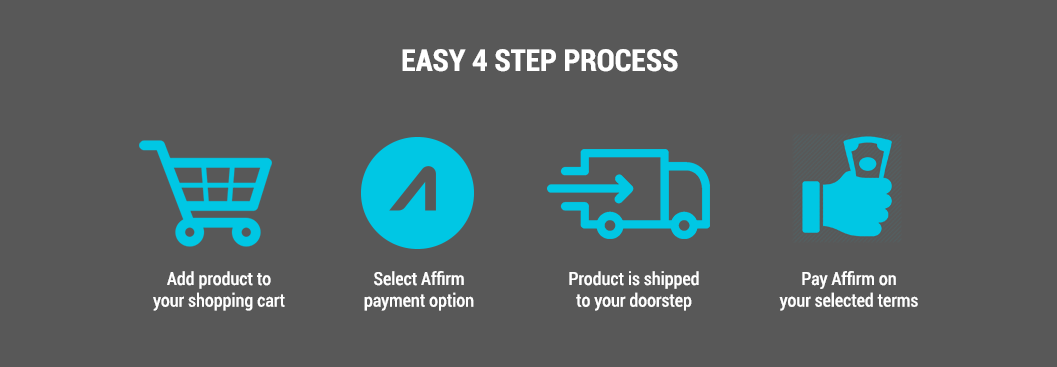 EASY 4 STEP PROCESS
Add product to
your shopping cart
Select Affirm
payment option
Product is shipped
to your doorstep
Pay Affirm on
your selected terms